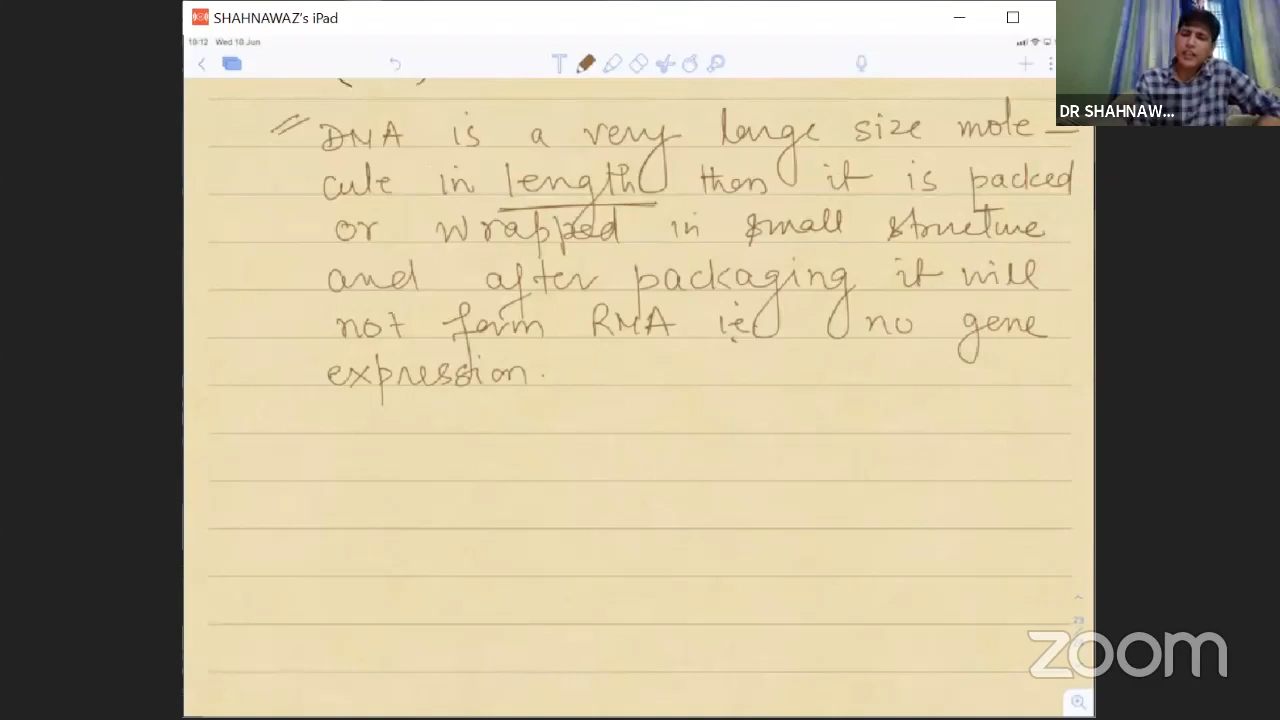 SHAHNAWAZ's iPad
19:12 Wed 10 Jun
DR SHAHNAW...
DNA is a very large size mole-
cule in length then it is packed
or wrapped in small structure
and after packaging it will
not form RNA ie no gene
expression.
zoom